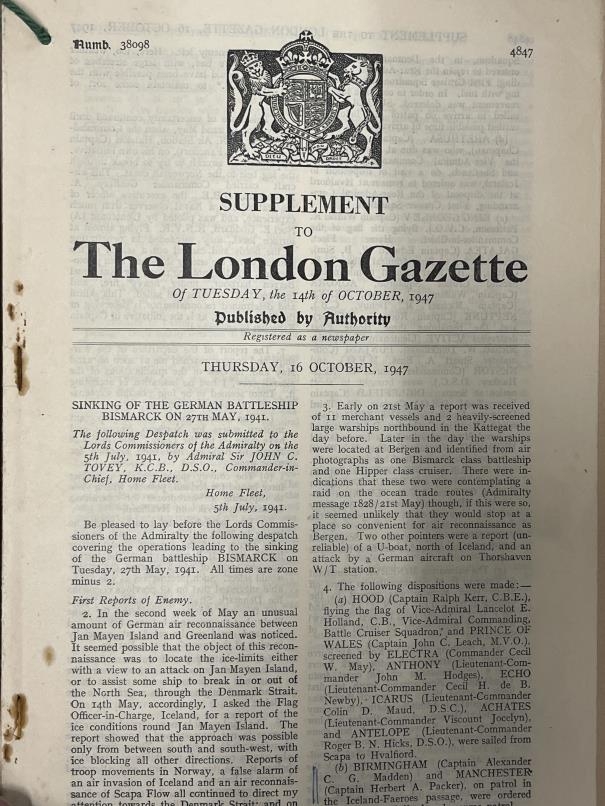 Numb. 38098
4847
DIEU ET MON DROIT
SUPPLEMENT
TO
The London Gazette
Of TUESDAY, the 14th of OCTOBER, 1947
Published by Authority
Registered as a newspaper
THURSDAY, 16 OCTOBER, 1947
SINKING OF THE GERMAN BATTLESHIP
BISMARCK ON 27TH MAY, 1941.
The following Despatch was submitted to the
Lords Commissioners of the Admiralty on the
5th July, 1941, by Admiral Sir JOHN C.
TOVEY, K.C.B., D.S.O., Commander-in-
Chief, Home Fleet.
Home Fleet,
5th July, 1941.
Be pleased to lay before the Lords Commis-
sioners of the Admiralty the following despatch
covering the operations leading to the sinking
of the German battleship BISMARCK on
Tuesday, 27th May, 1941. All times are zone
minus 2.
First Reports of Enemy.
2. In the second week of May an unusual
amount of German air reconnaissance between
Jan Mayen Island and Greenland was noticed.
It seemed possible that the object of this recon-
naissance was to locate the ice-limits either
with a view to an attack on Jan Mayen Island,
or to assist some ship to break in or out of
the North Sea, through the Denmark Strait.
On 14th May, accordingly, I asked the Flag
Officer-in-Charge, Iceland, for a report of the
ice conditions round Jan Mayen Island. The
report showed that the approach was possible
only from between south and south-west, with
ice blocking all other directions. Reports of
troop movements in Norway, a false alarm of
an air invasion of Iceland and an air reconnais-
sance of Scapa Flow all continued to direct my
attention towards the Denmark Strait; and on
3. Early on 21st May a report was received
of 11 merchant vessels and 2 heavily-screened
large warships northbound in the Kattegat the
day before. Later in the day the warships
were located at Bergen and identified from air
photographs as one Bismarck class battleship
and one Hipper class cruiser. There were in-
dications that these two were contemplating a
raid on the ocean trade routes (Admiralty
message 1828/21st May) though, if this were so,
it seemed unlikely that they would stop at a
place so convenient for air reconnaissance as
Bergen. Two other pointers were a report (un-
reliable) of a U-boat, north of Iceland, and an
attack by a German aircraft on Thorshavn
W/T station.
4. The following dispositions were made:—
(a) HOOD (Captain Ralph Kerr, C.B.E.),
flying the flag of Vice-Admiral Lancelot E.
Holland, C.B., Vice-Admiral Commanding,
Battle Cruiser Squadron, and PRINCE OF
WALES (Captain John C. Leach, M.V.O.),
screened by ELECTRA (Commander Cecil
W. May), ANTHONY (Lieutenant-Com-
mander John M. Hodges), ECHO
(Lieutenant-Commander Cecil H. de B.
Newby), ICARUS (Lieutenant-Commander
Colin D. Maud, D.S.C.), ACHATES
(Lieutenant-Commander Viscount Jocelyn),
and ANTELOPE (Lieutenant-Commander
Roger B. N. Hicks, D.S.O.), were sailed from
Scapa to Hvalfiord.
(b) BIRMINGHAM (Captain Alexander
C. G. Madden) and MANCHESTER
(Captain Herbert A. Packer), on patrol in
the Iceland-Faeroes passage, were ordered